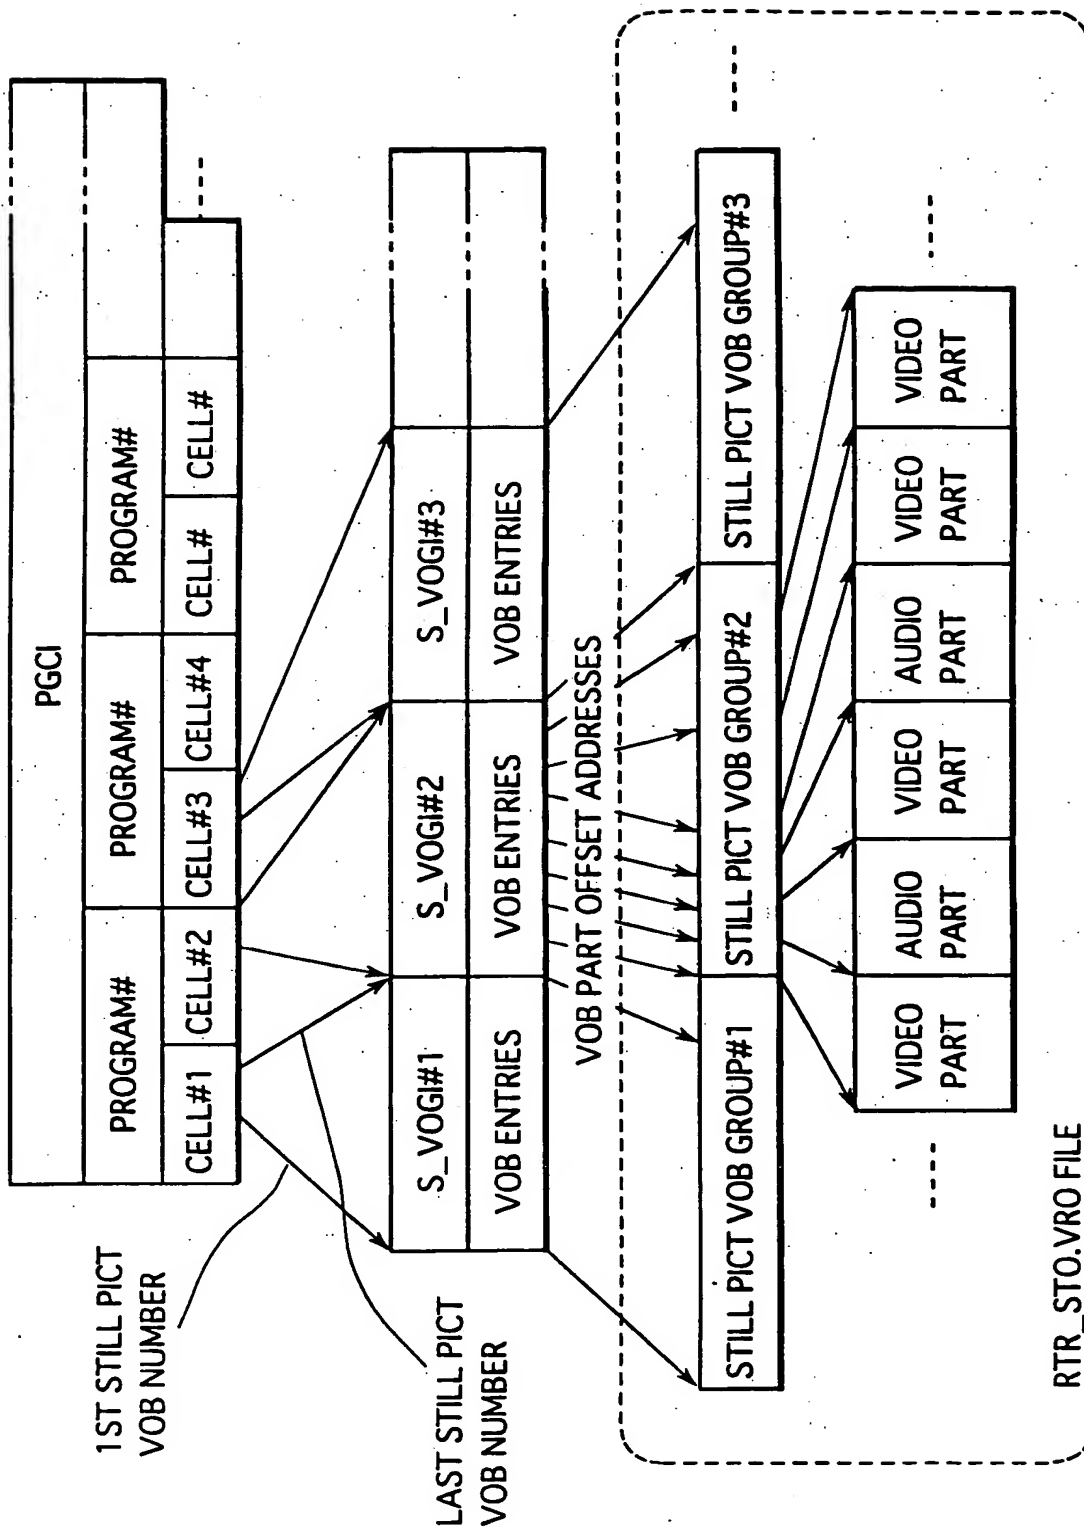 PGCI
PROGRAM#
PROGRAM#
PROGRAM#
CELL#1
CELL#2
CELL#3
CELL#4
CELL#
CELL#
1ST STILL PICT
VOB NUMBER
LAST STILL PICT
VOB NUMBER
S_VOGI#1
S_VOGI#2
S_VOGI#3
VOB ENTRIES
VOB ENTRIES
VOB ENTRIES
VOB PART OFFSET ADDRESSES
STILL PICT VOB GROUP#1
STILL PICT VOB GROUP#2
STILL PICT VOB GROUP#3
VIDEO
PART
AUDIO
PART
VIDEO
PART
AUDIO
PART
VIDEO
PART
VIDEO
PART
RTR_STO.VRO FILE